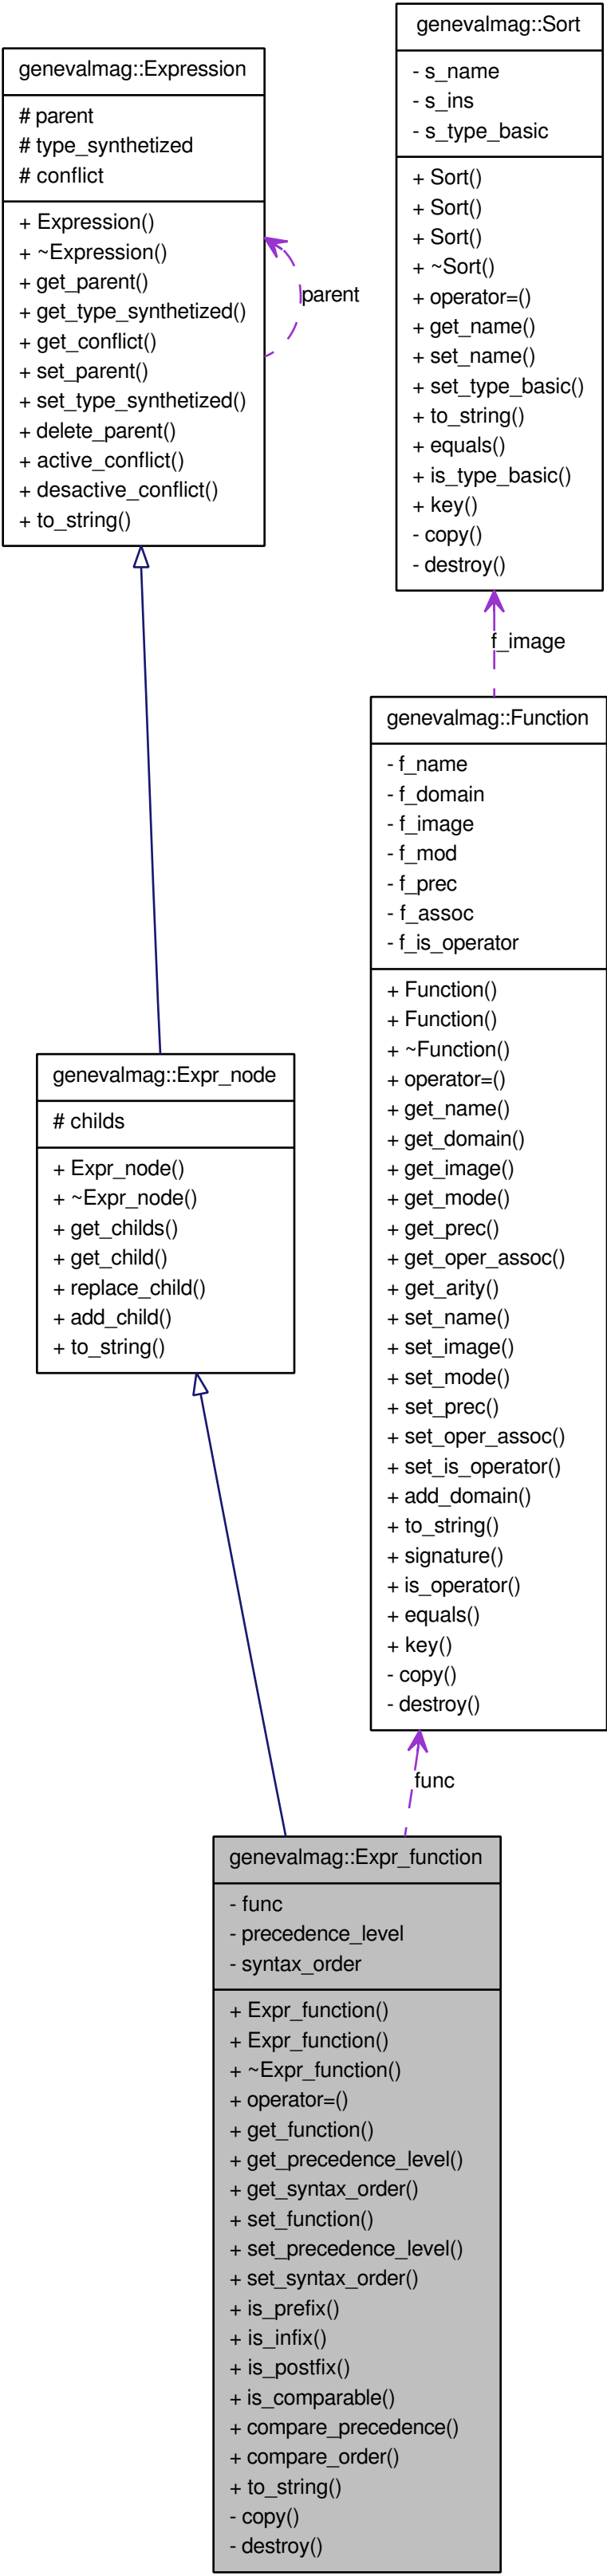 genevalmag::Sort
- s_name
- s_ins
- s_type_basic
+ Sort()
+ Sort()
+ Sort()
+ ~Sort()
+ operator=()
+ get_name()
+ set_name()
+ set_type_basic()
+ to_string()
+ equals()
+ is_type_basic()
+ key()
- copy()
- destroy()
genevalmag::Expression
# parent
# type_synthetized
# conflict
+ Expression()
+ ~Expression()
+ get_parent()
+ get_type_synthetized()
+ get_conflict()
+ set_parent()
+ set_type_synthetized()
+ delete_parent()
+ active_conflict()
+ desactive_conflict()
+ to_string()
parent
f_image
genevalmag::Function
- f_name
- f_domain
- f_image
- f_mod
- f_prec
- f_assoc
- f_is_operator
+ Function()
+ Function()
+ ~Function()
+ operator=()
+ get_name()
+ get_domain()
+ get_image()
+ get_mode()
+ get_prec()
+ get_oper_assoc()
+ get_arity()
+ set_name()
+ set_image()
+ set_mode()
+ set_prec()
+ set_oper_assoc()
+ set_is_operator()
+ add_domain()
+ to_string()
+ signature()
+ is_operator()
+ equals()
+ key()
- copy()
- destroy()
genevalmag::Expr_node
# childs
+ Expr_node()
+ ~Expr_node()
+ get_childs()
+ get_child()
+ replace_child()
+ add_child()
+ to_string()
func
genevalmag::Expr_function
- func
- precedence_level
- syntax_order
+ Expr_function()
+ Expr_function()
+ ~Expr_function()
+ operator=()
+ get_function()
+ get_precedence_level()
+ get_syntax_order()
+ set_function()
+ set_precedence_level()
+ set_syntax_order()
+ is_prefix()
+ is_infix()
+ is_postfix()
+ is_comparable()
+ compare_precedence()
+ compare_order()
+ to_string()
- copy()
- destroy()